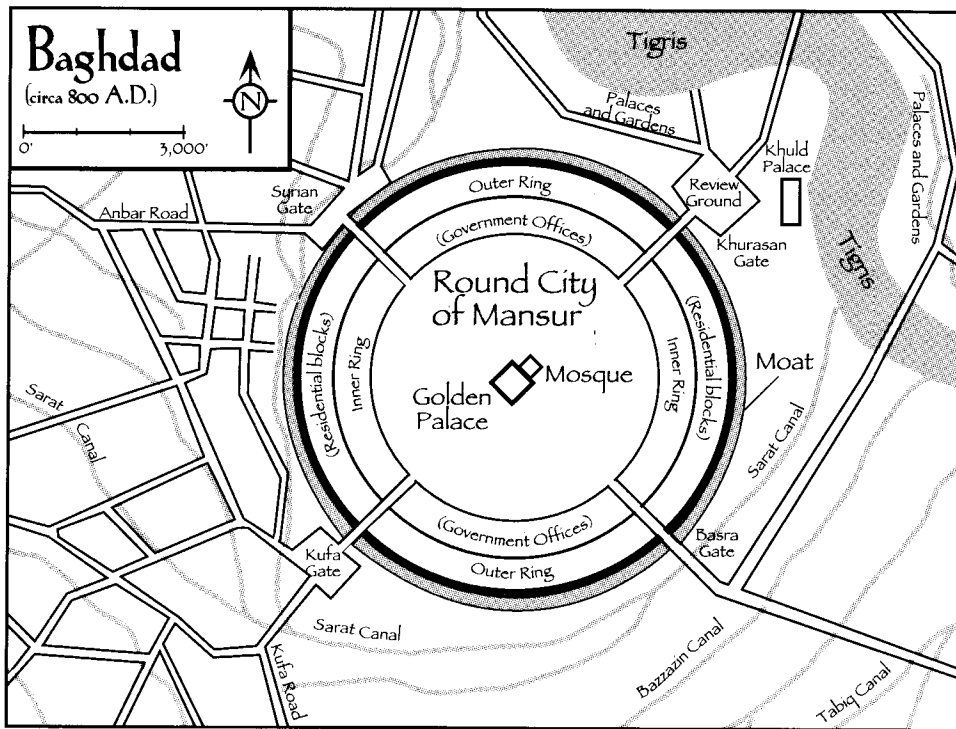 Baghdad
(circa 800 A.D.)
N
0' 3,000'
Tigris
Palaces
and Gardens
Palaces and Gardens
Khuld
Palace
Review
Ground
Khurasan
Gate
Tigris
Syrian
Gate
Anbar Road
Outer Ring
(Government Offices)
Round City
of Mansur
(Residential blocks)
Inner Ring
Inner Ring
(Residential blocks)
Mosque
Golden
Palace
Moat
Sarat
Canal
Sarat Canal
(Government Offices)
Outer Ring
Kufa
Gate
Basra
Gate
Sarat Canal
Kufa Road
Bazzazin Canal
Tabiq Canal